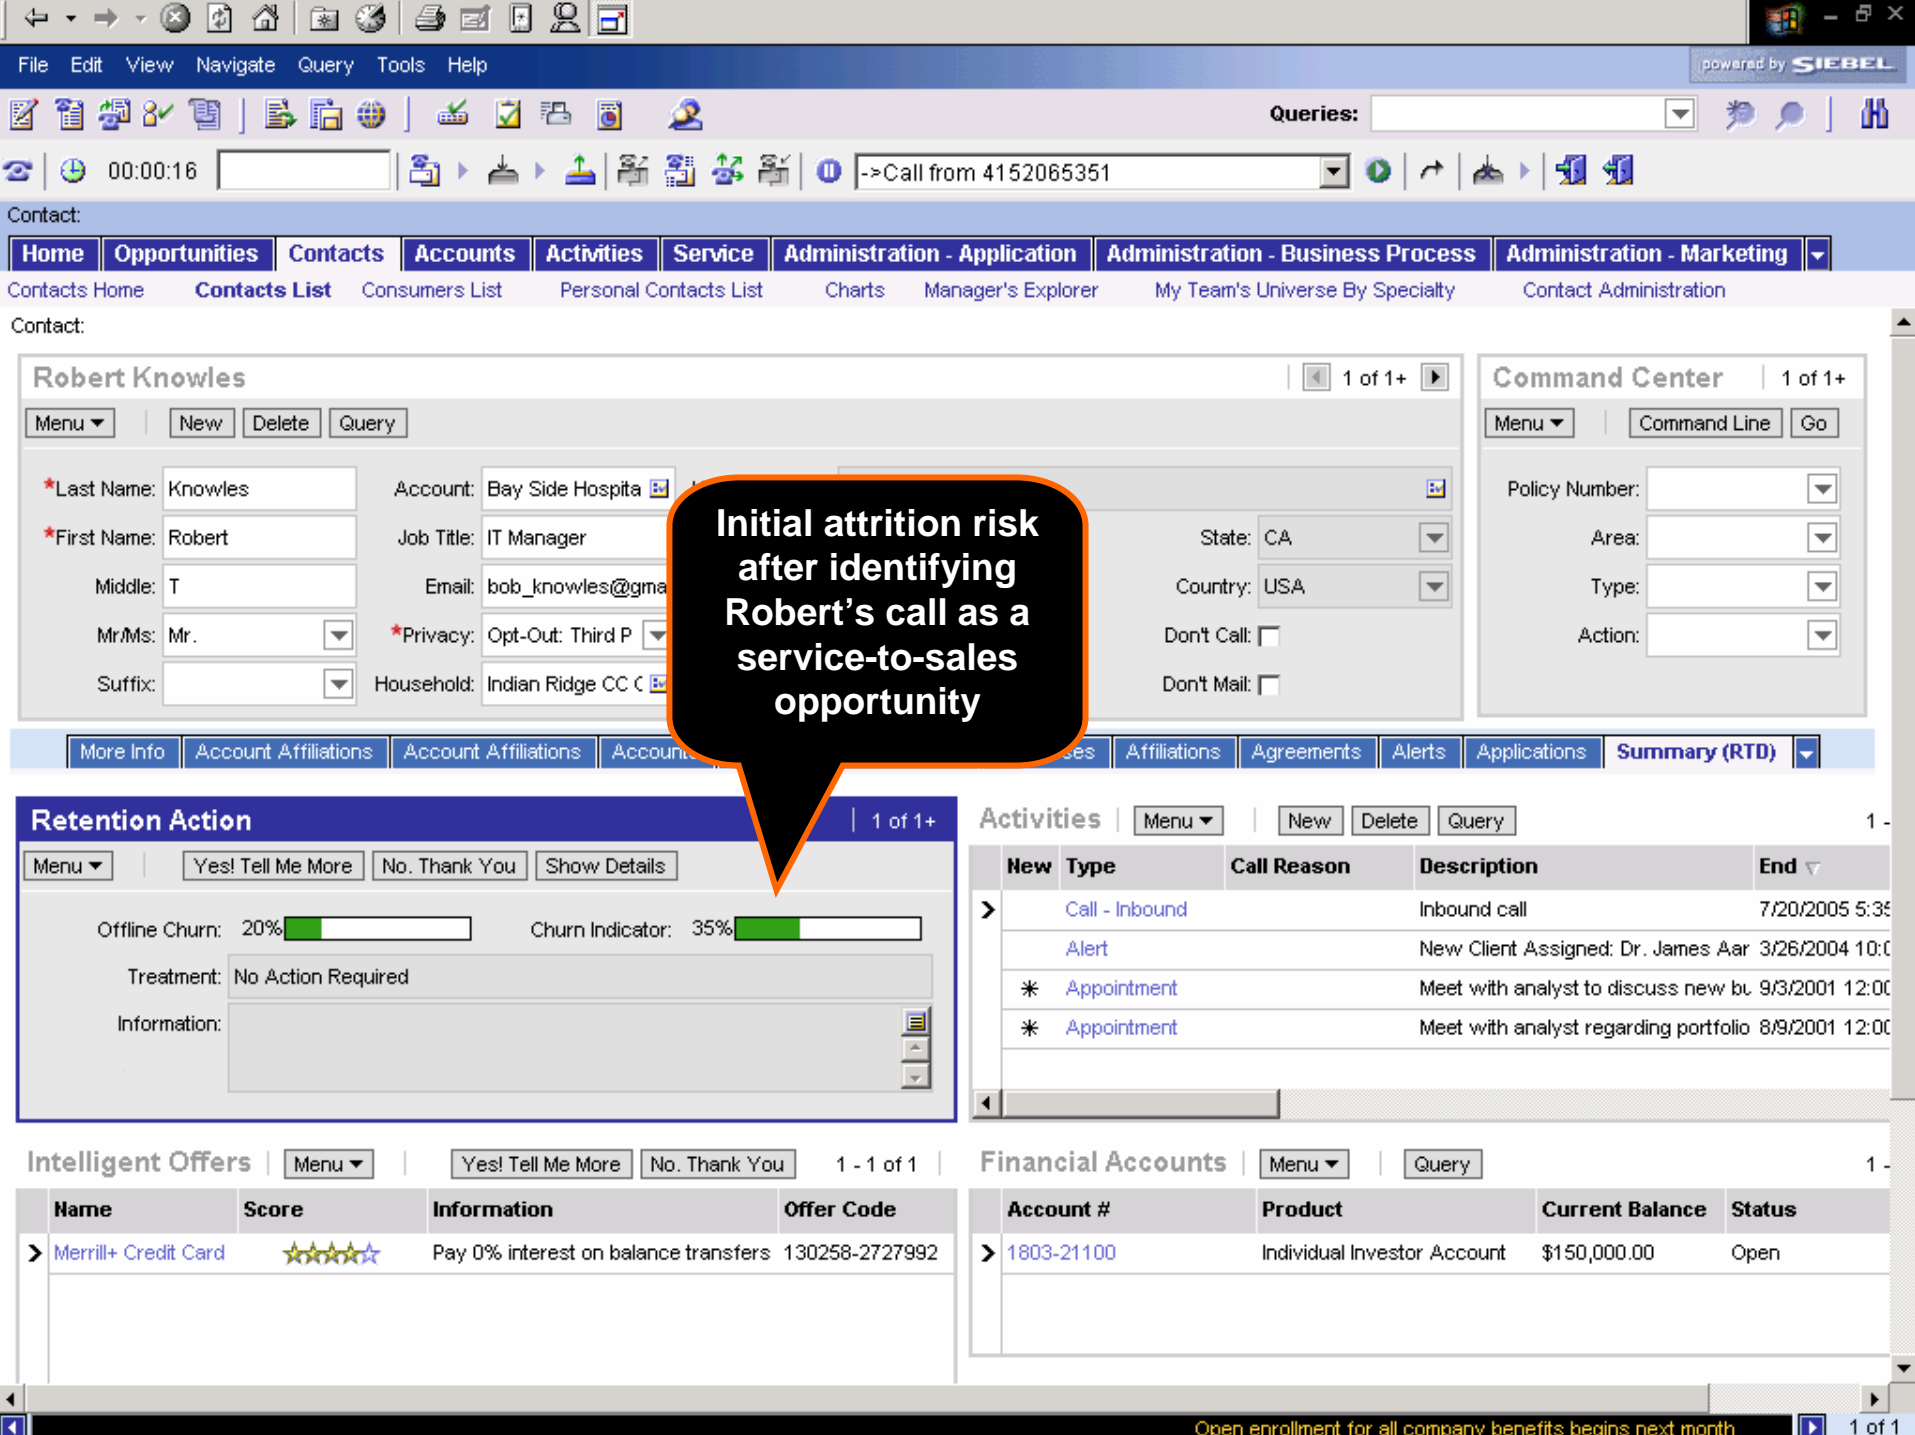 File Edit View Navigate Query Tools Help powered by SIEBEL
Queries:
00:00:16 ->Call from 4152065351
Contact:
Home Opportunities Contacts Accounts Activities Service Administration - Application Administration - Business Process Administration - Marketing
Contacts Home Contacts List Consumers List Personal Contacts List Charts Manager's Explorer My Team's Universe By Specialty Contact Administration
Contact:
Robert Knowles 1 of 1+
Menu New Delete Query
*Last Name: Knowles Account: Bay Side Hospita
*First Name: Robert Job Title: IT Manager State: CA
Middle: T Email: bob_knowles@gma Country: USA
Mr/Ms: Mr. *Privacy: Opt-Out: Third P Don't Call:
Suffix: Household: Indian Ridge CC C Don't Mail:
Command Center 1 of 1+
Menu Command Line Go
Policy Number:
Area:
Type:
Action:
Initial attrition risk
after identifying
Robert’s call as a
service-to-sales
opportunity
More Info Account Affiliations Account Affiliations Affiliations Agreements Alerts Applications Summary (RTD)
Retention Action 1 of 1+
Menu Yes! Tell Me More No. Thank You Show Details
Offline Churn: 20% Churn Indicator: 35%
Treatment: No Action Required
Information:
Activities Menu New Delete Query 1 -
New Type Call Reason Description End
Call - Inbound Inbound call 7/20/2005 5:35
Alert New Client Assigned: Dr. James Aar 3/26/2004 10:0
* Appointment Meet with analyst to discuss new bu 9/3/2001 12:00
* Appointment Meet with analyst regarding portfolio 8/9/2001 12:00
Intelligent Offers Menu Yes! Tell Me More No. Thank You 1 - 1 of 1
Name Score Information Offer Code
Merrill+ Credit Card Pay 0% interest on balance transfers 130258-2727992
Financial Accounts Menu Query 1 -
Account # Product Current Balance Status
1803-21100 Individual Investor Account $150,000.00 Open
Open enrollment for all company benefits begins next month 1 of 1